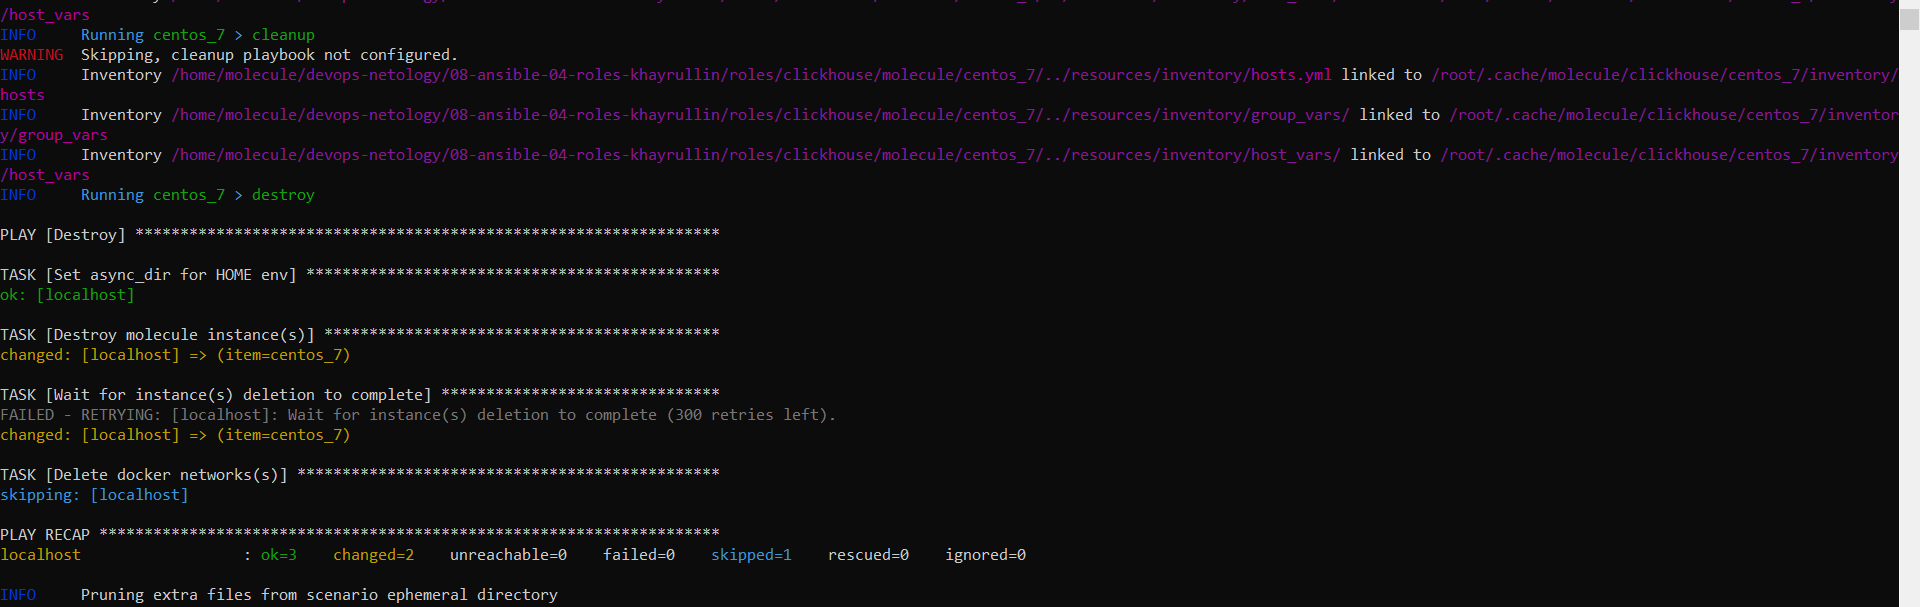 /host_vars
INFO     Running centos_7 > cleanup
WARNING  Skipping, cleanup playbook not configured.
INFO     Inventory /home/molecule/devops-netology/08-ansible-04-roles-khayrullin/roles/clickhouse/molecule/centos_7/../resources/inventory/hosts.yml linked to /root/.cache/molecule/clickhouse/centos_7/inventory/
hosts
INFO     Inventory /home/molecule/devops-netology/08-ansible-04-roles-khayrullin/roles/clickhouse/molecule/centos_7/../resources/inventory/group_vars/ linked to /root/.cache/molecule/clickhouse/centos_7/inventor
y/group_vars
INFO     Inventory /home/molecule/devops-netology/08-ansible-04-roles-khayrullin/roles/clickhouse/molecule/centos_7/../resources/inventory/host_vars/ linked to /root/.cache/molecule/clickhouse/centos_7/inventory
/host_vars
INFO     Running centos_7 > destroy
PLAY [Destroy] *****************************************************************
TASK [Set async_dir for HOME env] **********************************************
ok: [localhost]
TASK [Destroy molecule instance(s)] ********************************************
changed: [localhost] => (item=centos_7)
TASK [Wait for instance(s) deletion to complete] *******************************
FAILED - RETRYING: [localhost]: Wait for instance(s) deletion to complete (300 retries left).
changed: [localhost] => (item=centos_7)
TASK [Delete docker networks(s)] ***********************************************
skipping: [localhost]
PLAY RECAP *********************************************************************
localhost                  : ok=3    changed=2    unreachable=0    failed=0    skipped=1    rescued=0    ignored=0
INFO     Pruning extra files from scenario ephemeral directory